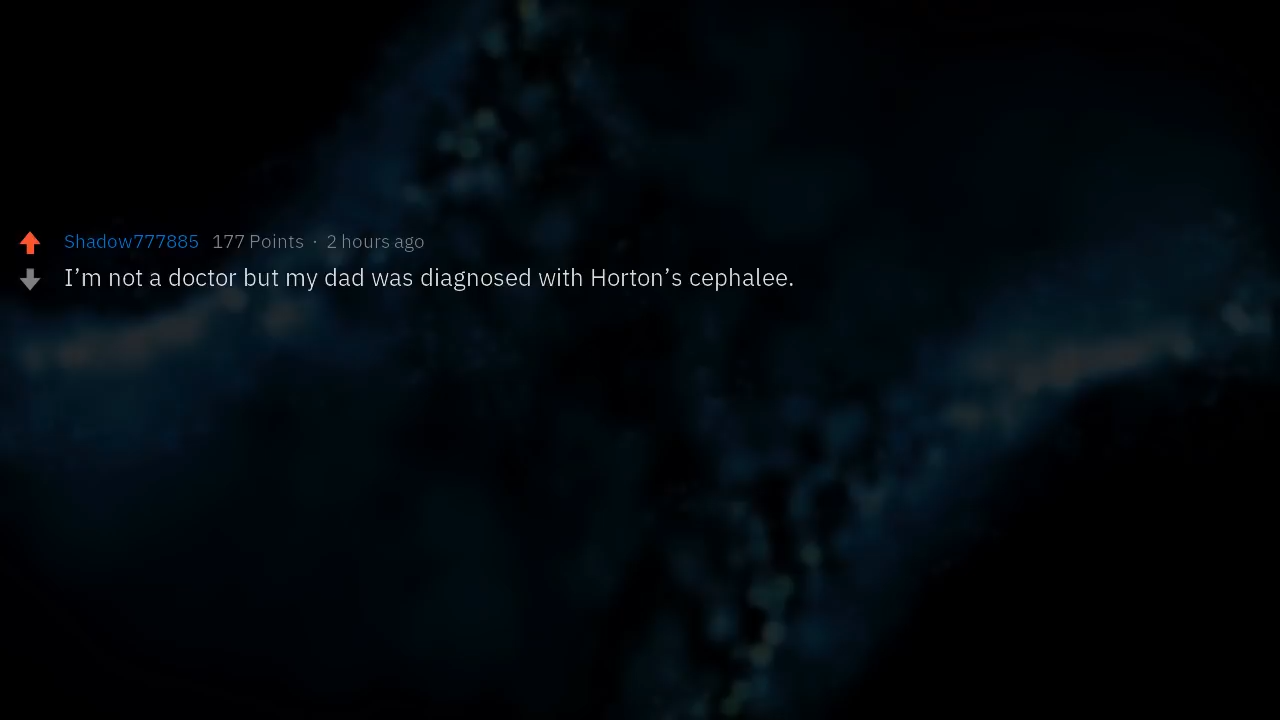 Shadow777885 177 Points · 2 hours ago
I’m not a doctor but my dad was diagnosed with Horton’s cephalee.